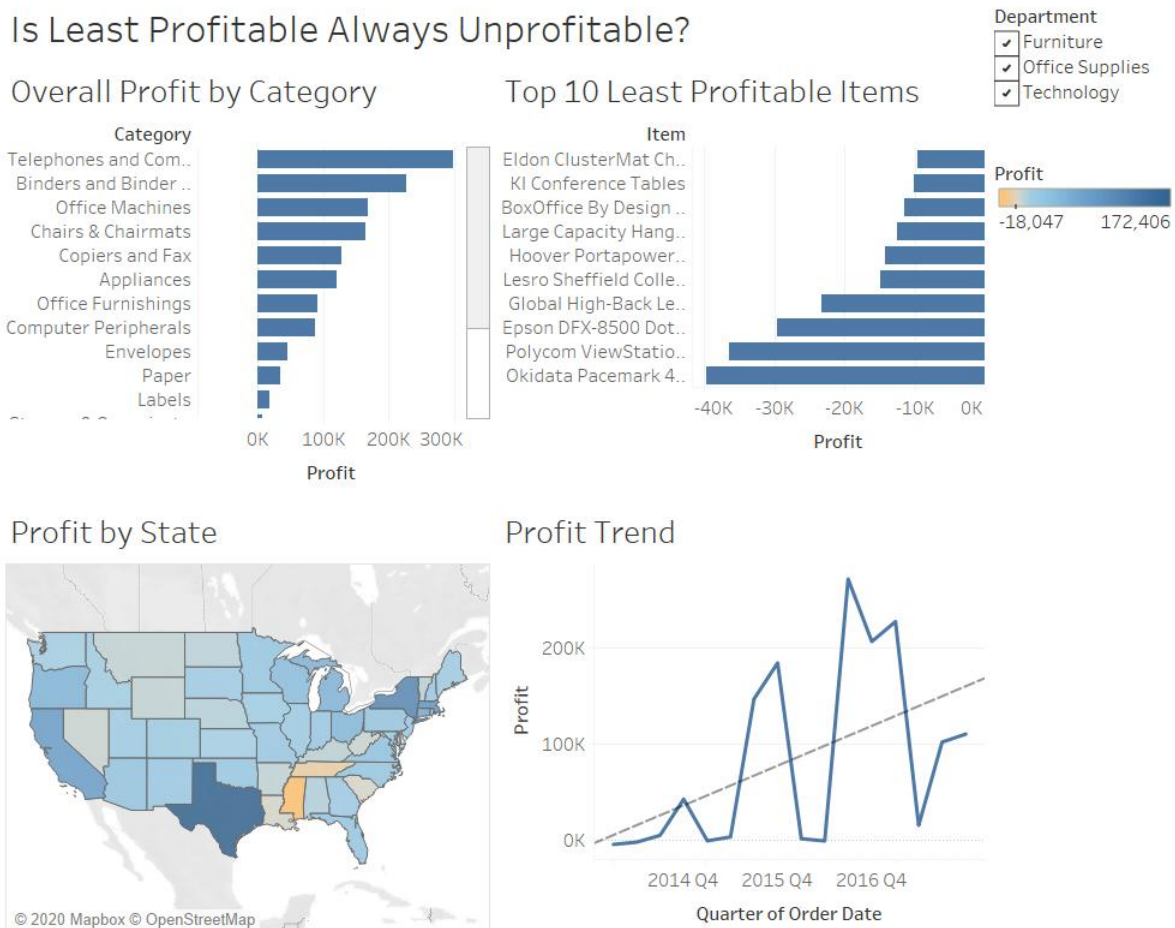 Is Least Profitable Always Unprofitable?
Department
Furniture
Office Supplies
Technology
Overall Profit by Category
Category
Telephones and Com..
Binders and Binder ..
Office Machines
Chairs & Chairmats
Copiers and Fax
Appliances
Office Furnishings
Computer Peripherals
Envelopes
Paper
Labels
0K 100K 200K 300K
Profit
Top 10 Least Profitable Items
Item
Eldon ClusterMat Ch..
KI Conference Tables
BoxOffice By Design ..
Large Capacity Hang..
Hoover Portapower..
Lesro Sheffield Colle..
Global High-Back Le..
Epson DFX-8500 Dot..
Polycom ViewStatio..
Okidata Pacemark 4..
-40K -30K -20K -10K 0K
Profit
Profit
-18,047 172,406
Profit by State
© 2020 Mapbox © OpenStreetMap
Profit Trend
Profit
200K
100K
0K
2014 Q4 2015 Q4 2016 Q4
Quarter of Order Date